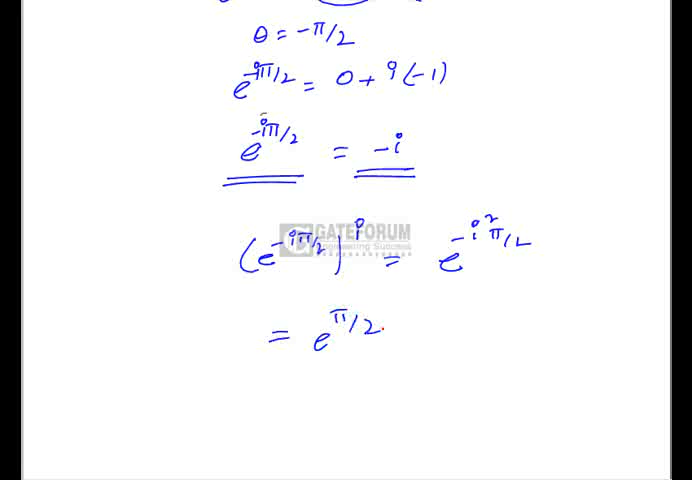 θ = -π/2
e^{-iπ/2} = 0 + i(-1)
e^{-iπ/2} = -i
GATEFORUM
Engineering Success
(e^{-iπ/2})^i = e^{-i²π/2}
= e^{π/2}